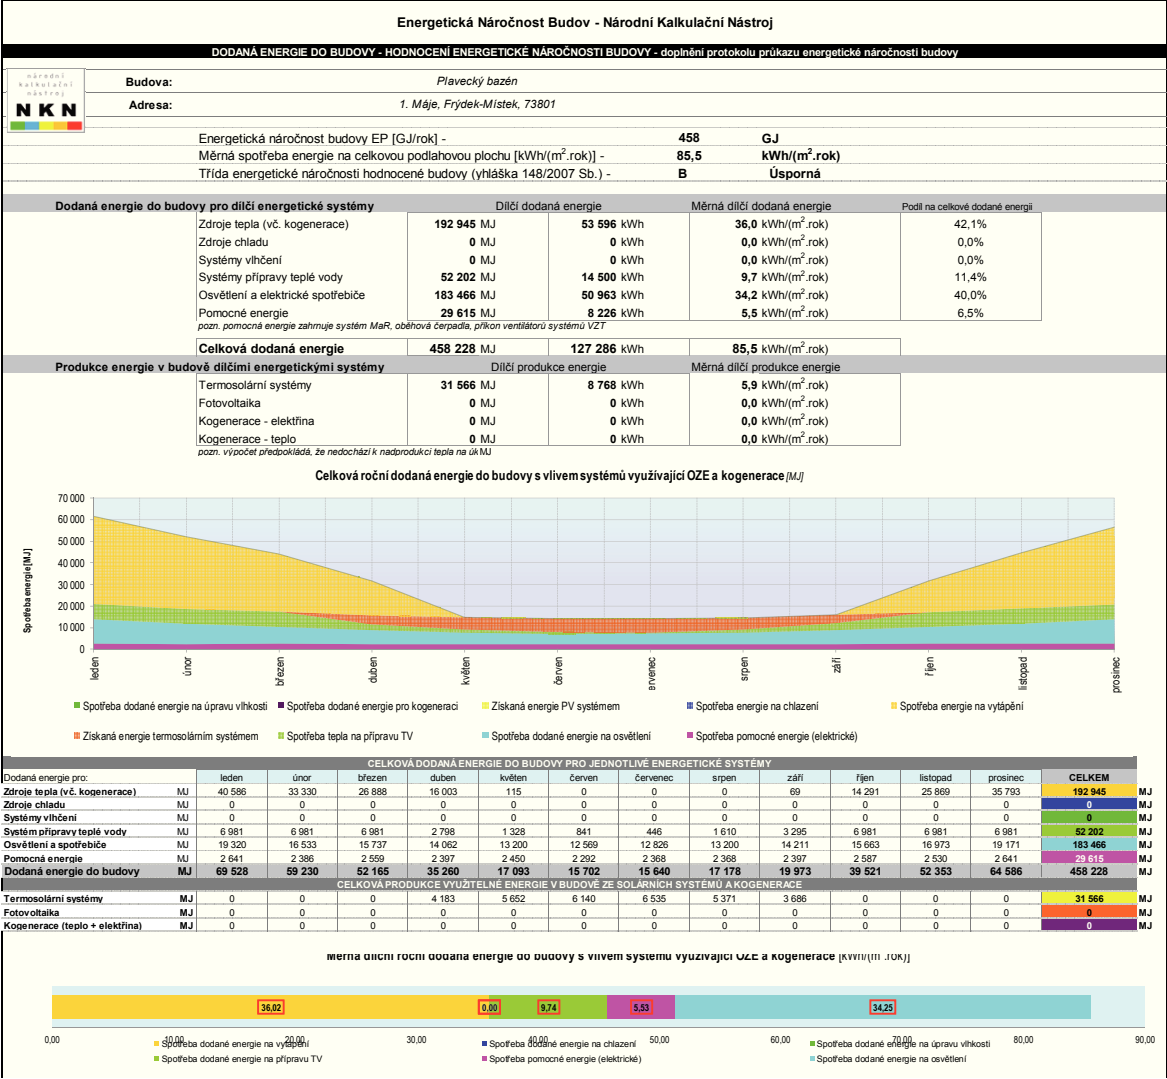 Energetická Náročnost Budov - Národní Kalkulační Nástroj
DODANÁ ENERGIE DO BUDOVY - HODNOCENÍ ENERGETICKÉ NÁROČNOSTI BUDOVY - doplnění protokolu průkazu energetické náročnosti budovy
národní
kalkulační
nástroj
NKN
Budova: Plavecký bazén
Adresa: 1. Máje, Frýdek-Místek, 73801
Energetická náročnost budovy EP [GJ/rok] - 458 GJ
Měrná spotřeba energie na celkovou podlahovou plochu [kWh/(m2.rok)] - 85,5 kWh/(m2.rok)
Třída energetické náročnosti hodnocené budovy (vyhláška 148/2007 Sb.) - B Úsporná
Dodaná energie do budovy pro dílčí energetické systémy Dílčí dodaná energie Měrná dílčí dodaná energie Podíl na celkové dodané energii
Zdroje tepla (vč. kogenerace) 192 945 MJ 53 596 kWh 36,0 kWh/(m2.rok) 42,1%
Zdroje chladu 0 MJ 0 kWh 0,0 kWh/(m2.rok) 0,0%
Systémy vlhčení 0 MJ 0 kWh 0,0 kWh/(m2.rok) 0,0%
Systémy přípravy teplé vody 52 202 MJ 14 500 kWh 9,7 kWh/(m2.rok) 11,4%
Osvětlení a elektrické spotřebiče 183 466 MJ 50 963 kWh 34,2 kWh/(m2.rok) 40,0%
Pomocné energie 29 615 MJ 8 226 kWh 5,5 kWh/(m2.rok) 6,5%
pozn. pomocná energie zahrnuje systém MaR, oběhová čerpadla, příkon ventilátorů systémů VZT
Celková dodaná energie 458 228 MJ 127 286 kWh 85,5 kWh/(m2.rok)
Produkce energie v budově dílčími energetickými systémy Dílčí produkce energie Měrná dílčí produkce energie
Termosolární systémy 31 566 MJ 8 768 kWh 5,9 kWh/(m2.rok)
Fotovoltaika 0 MJ 0 kWh 0,0 kWh/(m2.rok)
Kogenerace - elektřina 0 MJ 0 kWh 0,0 kWh/(m2.rok)
Kogenerace - teplo 0 MJ 0 kWh 0,0 kWh/(m2.rok)
pozn. výpočet předpokládá, že nedochází k nadprodukci tepla na úk MJ
Celková roční dodaná energie do budovy s vlivem systémů využívající OZE a kogenerace [MJ]
Spotřeba energie [MJ]
70 000
60 000
50 000
40 000
30 000
20 000
10 000
0
leden únor březen duben květen červen ervenec srpen září říjen listopad prosinec
Spotřeba dodané energie na úpravu vlhkosti Spotřeba dodané energie pro kogeneraci Získaná energie PV systémem Spotřeba energie na chlazení Spotřeba energie na vytápění
Získaná energie termosolárním systémem Spotřeba tepla na přípravu TV Spotřeba dodané energie na osvětlení Spotřeba pomocné energie (elektrické)
CELKOVÁ DODANÁ ENERGIE DO BUDOVY PRO JEDNOTLIVÉ ENERGETICKÉ SYSTÉMY
Dodaná energie pro: leden únor březen duben květen červen červenec srpen září říjen listopad prosinec CELKEM
Zdroje tepla (vč. kogenerace) MJ 40 586 33 330 26 888 16 003 115 0 0 0 69 14 291 25 869 35 793 192 945 MJ
Zdroje chladu MJ 0 0 0 0 0 0 0 0 0 0 0 0 0 MJ
Systémy vlhčení MJ 0 0 0 0 0 0 0 0 0 0 0 0 0 MJ
Systém přípravy teplé vody MJ 6 981 6 981 6 981 2 798 1 328 841 446 1 610 3 295 6 981 6 981 6 981 52 202 MJ
Osvětlení a spotřebiče MJ 19 320 16 533 15 737 14 062 13 200 12 569 12 826 13 200 14 211 15 663 16 973 19 171 183 466 MJ
Pomocná energie MJ 2 641 2 386 2 559 2 397 2 450 2 292 2 368 2 368 2 397 2 587 2 530 2 641 29 615 MJ
Dodaná energie do budovy MJ 69 528 59 230 52 165 35 260 17 093 15 702 15 640 17 178 19 973 39 521 52 353 64 586 458 228 MJ
CELKOVÁ PRODUKCE VYUŽITELNÉ ENERGIE V BUDOVĚ ZE SOLÁRNÍCH SYSTÉMŮ A KOGENERACE
Termosolární systémy MJ 0 0 0 4 183 5 652 6 140 6 535 5 371 3 686 0 0 0 31 566 MJ
Fotovoltaika MJ 0 0 0 0 0 0 0 0 0 0 0 0 0 MJ
Kogenerace (teplo + elektřina) MJ 0 0 0 0 0 0 0 0 0 0 0 0 0 MJ
Měrná dílční roční dodaná energie do budovy s vlivem systémů využívající OZE a kogenerace [kWh/(m .rok)]
36,02 0,00 9,74 5,53 34,25
0,00 10,00 20,00 30,00 40,00 50,00 60,00 70,00 80,00 90,00
Spotřeba dodané energie na vytápění Spotřeba dodané energie na chlazení Spotřeba dodané energie na úpravu vlhkosti
Spotřeba dodané energie na přípravu TV Spotřeba pomocné energie (elektrické) Spotřeba dodané energie na osvětlení